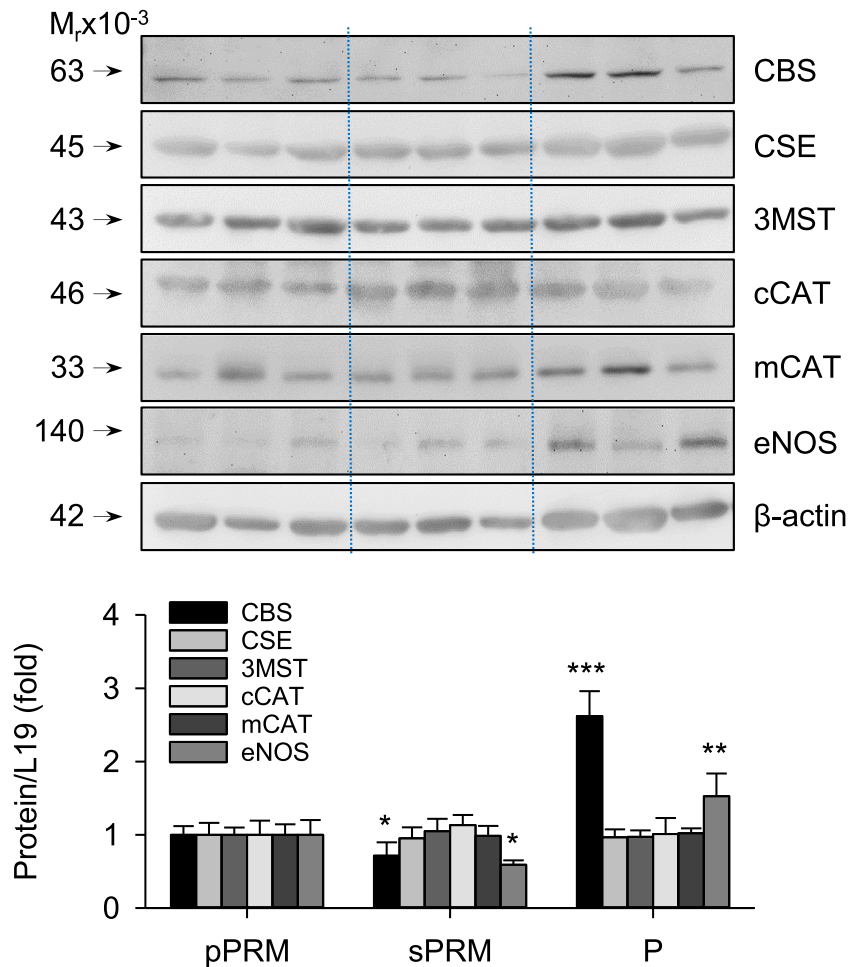 Mᵣx10⁻³
63 → CBS
45 → CSE
43 → 3MST
46 → cCAT
33 → mCAT
140 → eNOS
42 → β-actin
Protein/L19 (fold)
4
3
2
1
0
CBS
CSE
3MST
cCAT
mCAT
eNOS
*
*
***
**
pPRM sPRM P